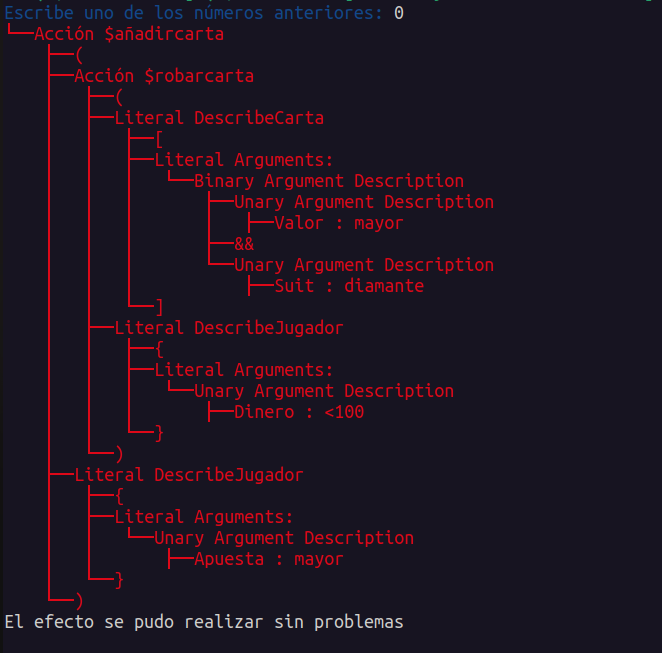 Escribe uno de los números anteriores: 0
└──Acción $añadircarta
    ├──(
    ├──Acción $robarcarta
    │   ├──(
    │   ├──Literal DescribeCarta
    │   │   ├──[
    │   │   ├──Literal Arguments:
    │   │   │   └──Binary Argument Description
    │   │   │       ├──Unary Argument Description
    │   │   │       │   ├──Valor : mayor
    │   │   │       ├──&&
    │   │   │       └──Unary Argument Description
    │   │   │           ├──Suit : diamante
    │   │   └──]
    │   ├──Literal DescribeJugador
    │   │   ├──{
    │   │   ├──Literal Arguments:
    │   │   │   └──Unary Argument Description
    │   │   │       ├──Dinero : <100
    │   │   └──}
    │   └──)
    ├──Literal DescribeJugador
    │   ├──{
    │   ├──Literal Arguments:
    │   │   └──Unary Argument Description
    │   │       ├──Apuesta : mayor
    │   └──}
    └──)
El efecto se pudo realizar sin problemas